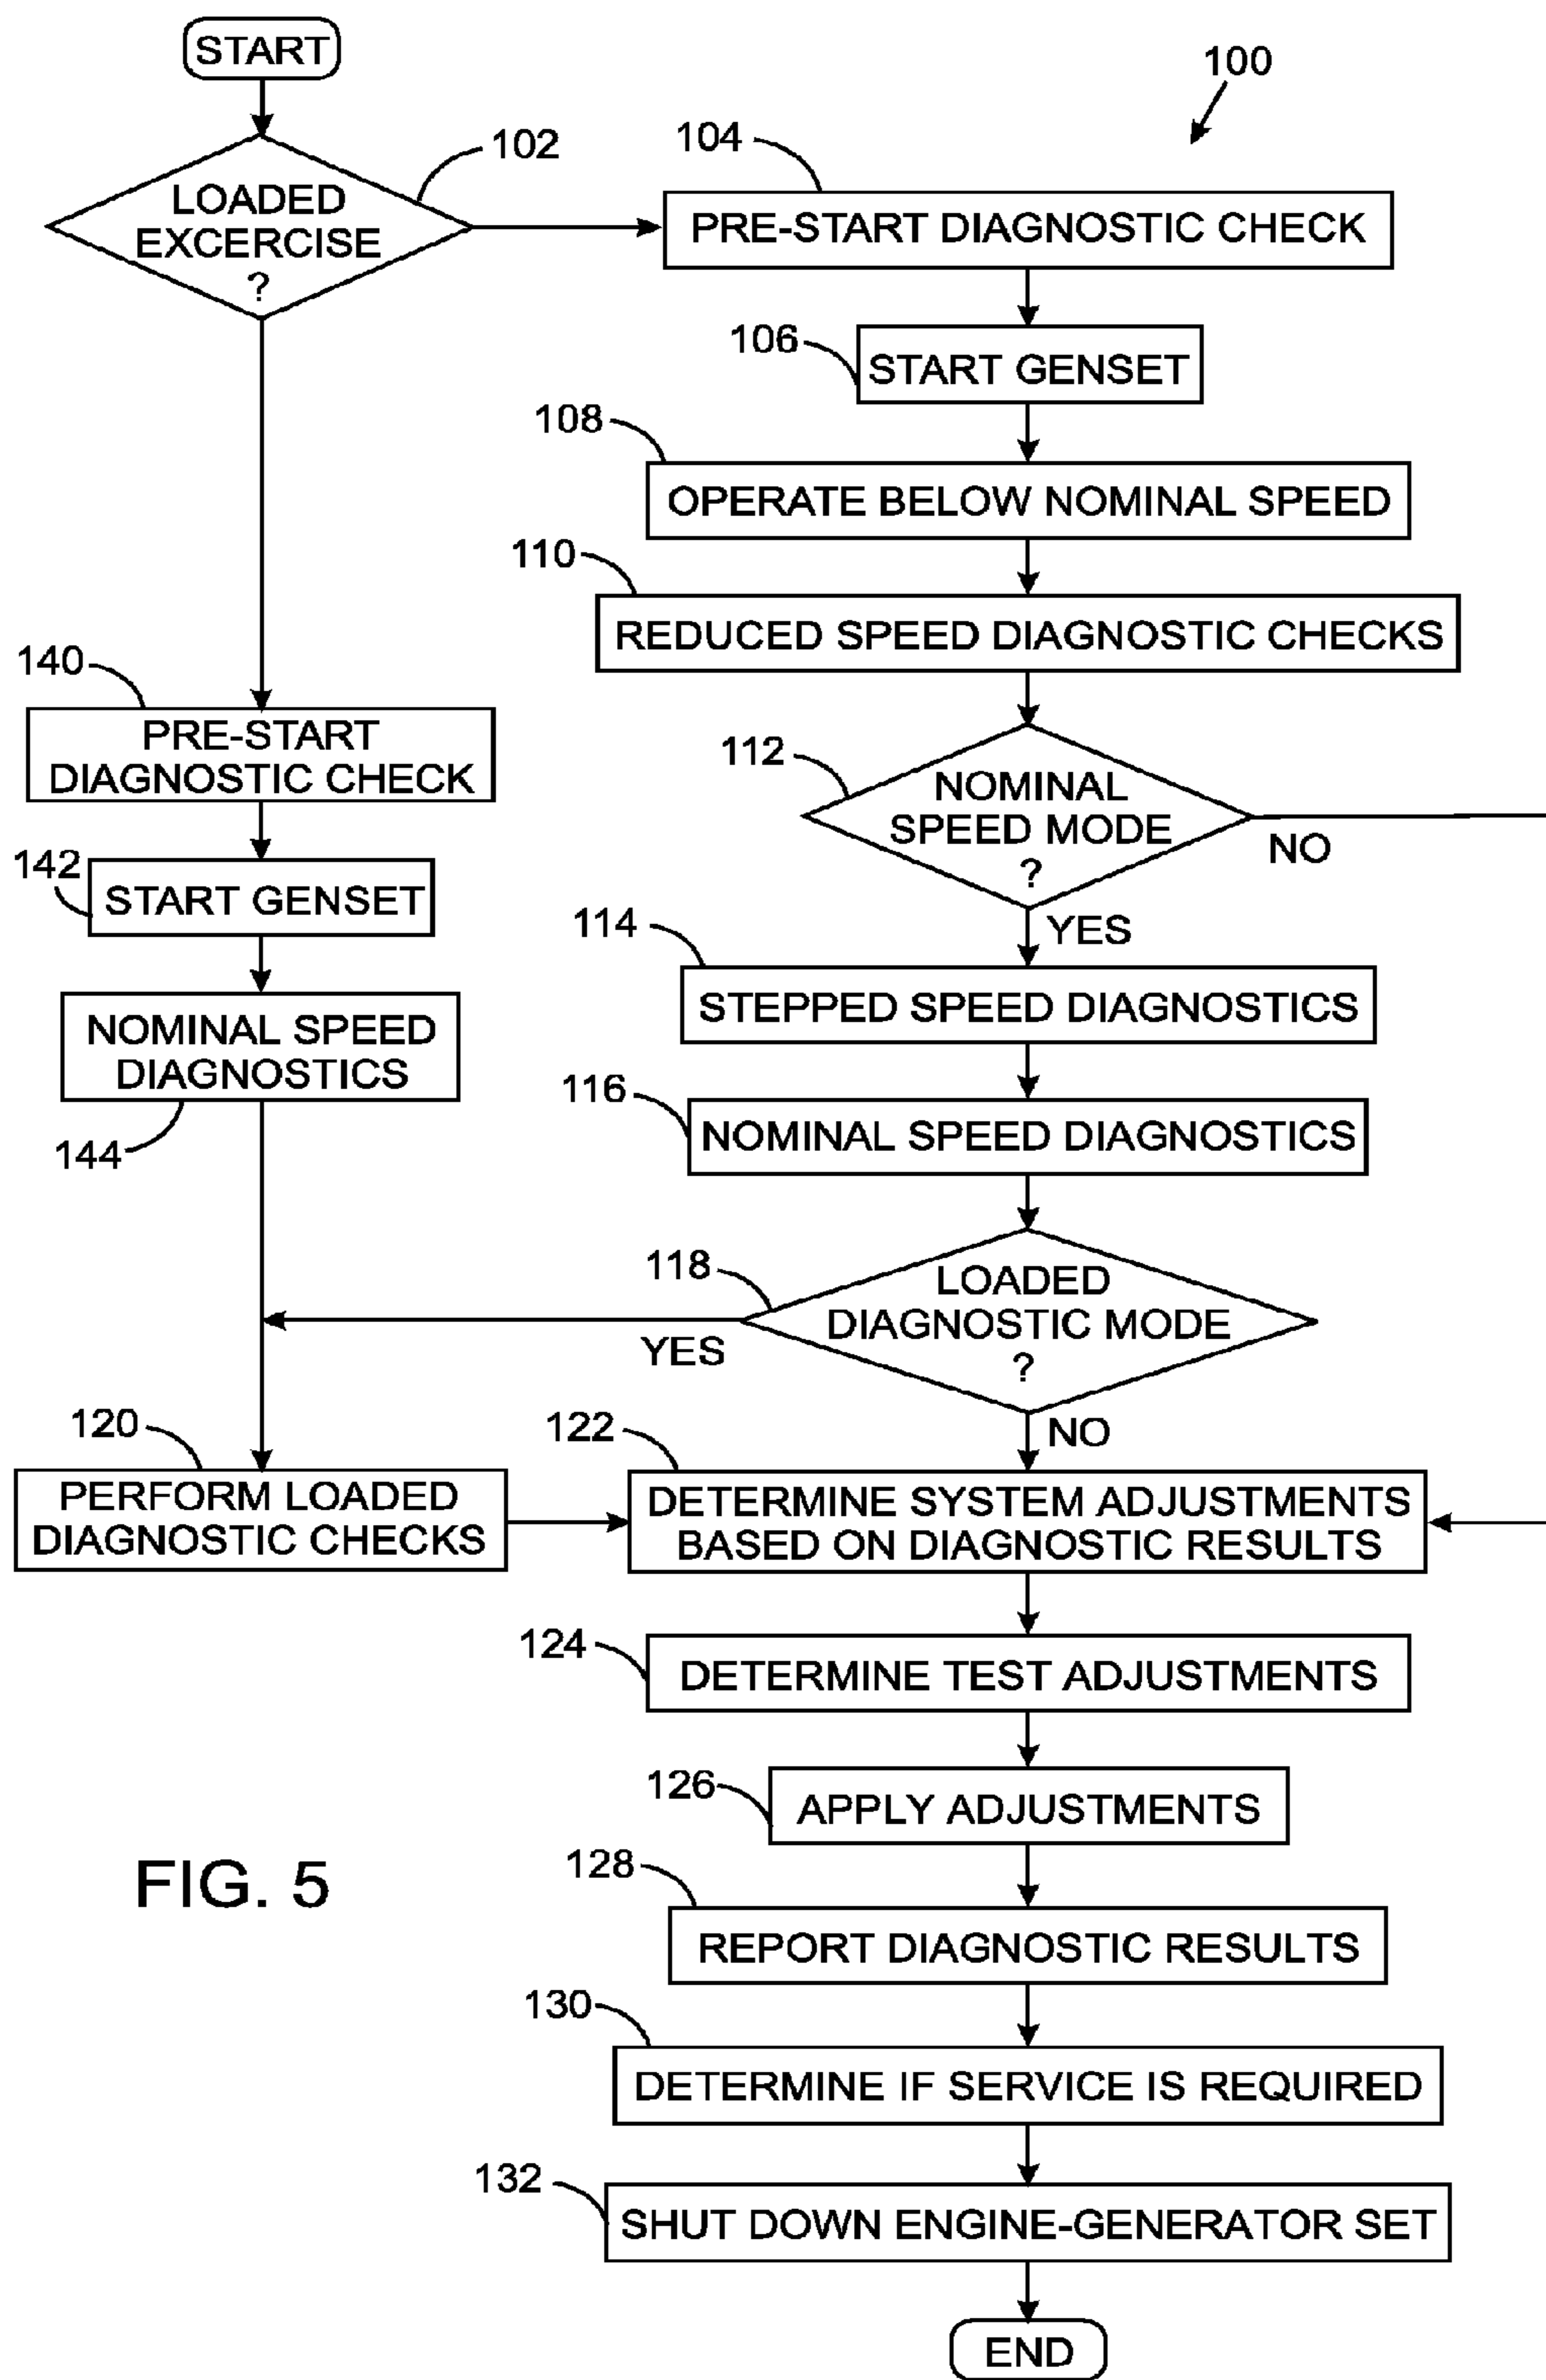 START
100
102
LOADED
EXCERCISE
?
104
PRE-START DIAGNOSTIC CHECK
106
START GENSET
108
OPERATE BELOW NOMINAL SPEED
110
REDUCED SPEED DIAGNOSTIC CHECKS
140
PRE-START
DIAGNOSTIC CHECK
112
NOMINAL
SPEED MODE
?
NO
YES
142
START GENSET
114
STEPPED SPEED DIAGNOSTICS
NOMINAL SPEED
DIAGNOSTICS
144
116
NOMINAL SPEED DIAGNOSTICS
118
LOADED
DIAGNOSTIC MODE
?
YES
NO
120
PERFORM LOADED
DIAGNOSTIC CHECKS
122
DETERMINE SYSTEM ADJUSTMENTS
BASED ON DIAGNOSTIC RESULTS
124
DETERMINE TEST ADJUSTMENTS
126
APPLY ADJUSTMENTS
FIG. 5
128
REPORT DIAGNOSTIC RESULTS
130
DETERMINE IF SERVICE IS REQUIRED
132
SHUT DOWN ENGINE-GENERATOR SET
END